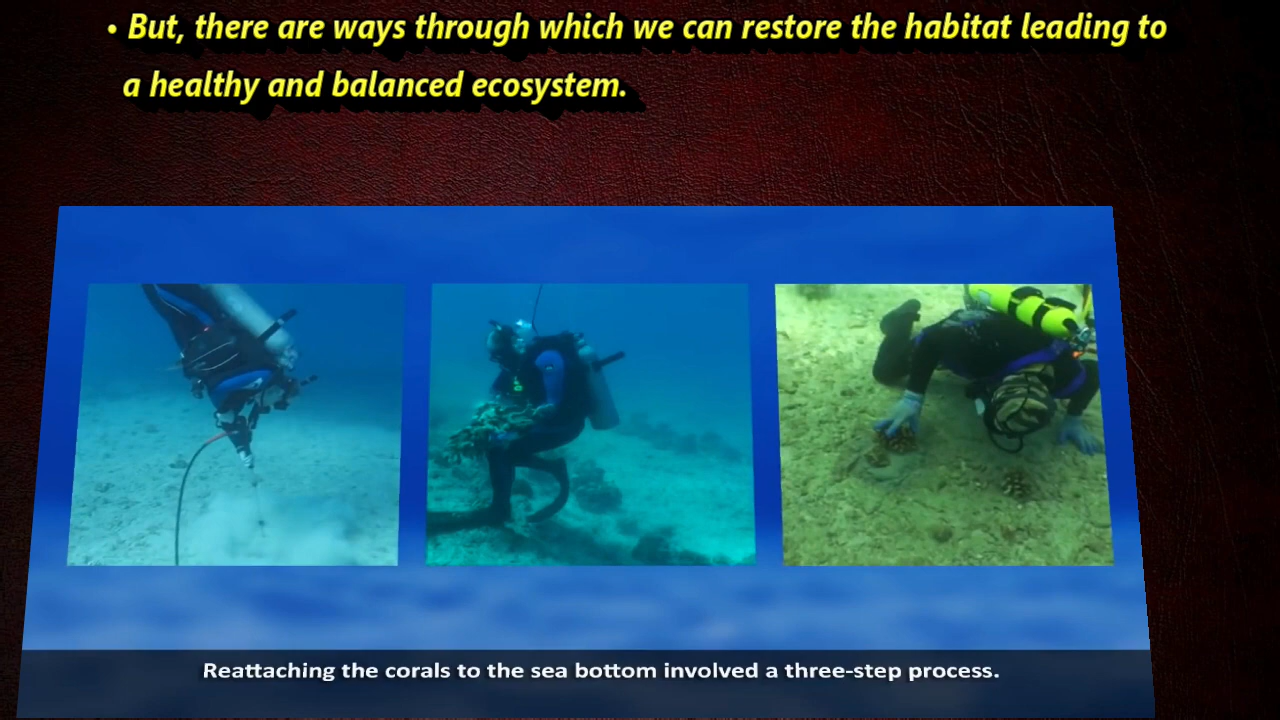 • But, there are ways through which we can restore the habitat leading to
a healthy and balanced ecosystem.
Reattaching the corals to the sea bottom involved a three-step process.